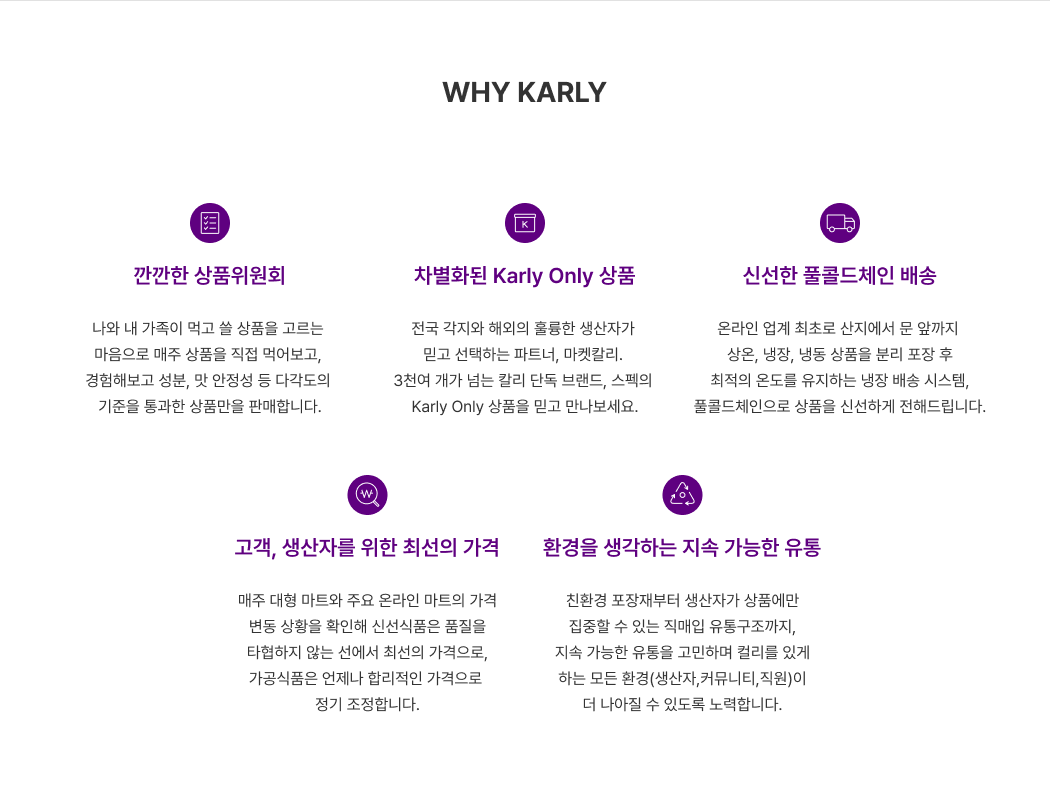 WHY KARLY
깐깐한 상품위원회
나와 내 가족이 먹고 쓸 상품을 고르는
마음으로 매주 상품을 직접 먹어보고,
경험해보고 성분, 맛 안정성 등 다각도의
기준을 통과한 상품만을 판매합니다.
차별화된 Karly Only 상품
전국 각지와 해외의 훌륭한 생산자가
믿고 선택하는 파트너, 마켓칼리.
3천여 개가 넘는 칼리 단독 브랜드, 스펙의
Karly Only 상품을 믿고 만나보세요.
신선한 풀콜드체인 배송
온라인 업계 최초로 산지에서 문 앞까지
상온, 냉장, 냉동 상품을 분리 포장 후
최적의 온도를 유지하는 냉장 배송 시스템,
풀콜드체인으로 상품을 신선하게 전해드립니다.
고객, 생산자를 위한 최선의 가격
매주 대형 마트와 주요 온라인 마트의 가격
변동 상황을 확인해 신선식품은 품질을
타협하지 않는 선에서 최선의 가격으로,
가공식품은 언제나 합리적인 가격으로
정기 조정합니다.
환경을 생각하는 지속 가능한 유통
친환경 포장재부터 생산자가 상품에만
집중할 수 있는 직매입 유통구조까지,
지속 가능한 유통을 고민하며 컬리를 있게
하는 모든 환경(생산자,커뮤니티,직원)이
더 나아질 수 있도록 노력합니다.